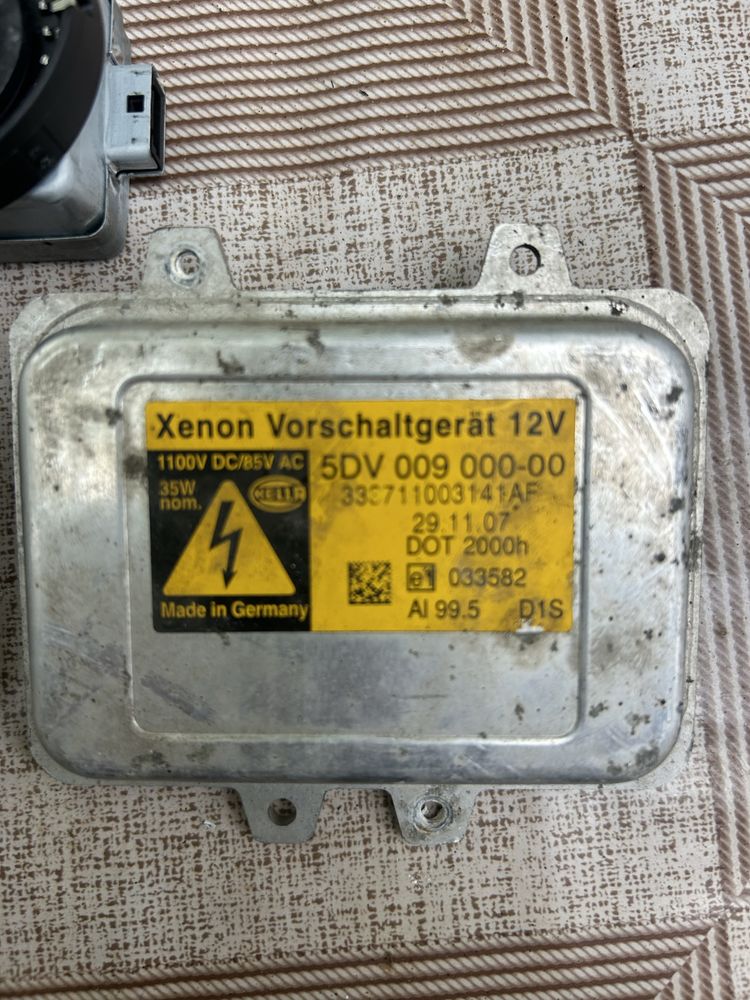 Xenon Vorschaltgerät 12V
1100V DC/85V AC
35W
nom.
HELLA
Made in Germany
5DV 009 000-00
29.11.07
DOT 2000h
e1 033582
Al 99.5 D1S